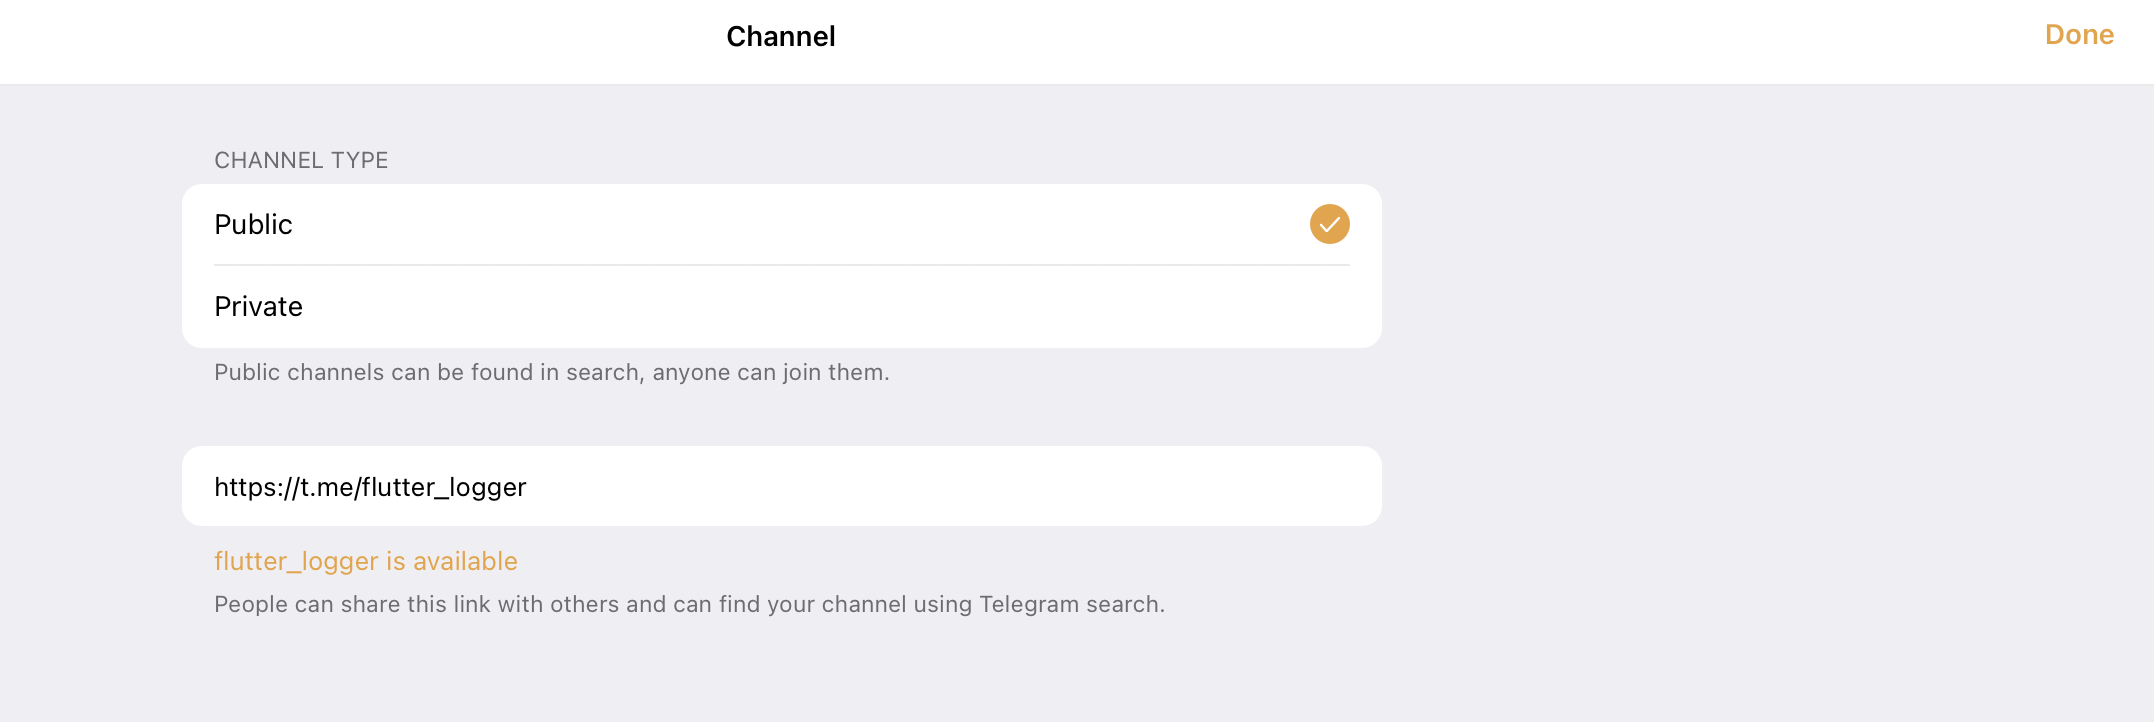 Channel
Done
CHANNEL TYPE
Public
Private
Public channels can be found in search, anyone can join them.
https://t.me/flutter_logger
flutter_logger is available
People can share this link with others and can find your channel using Telegram search.